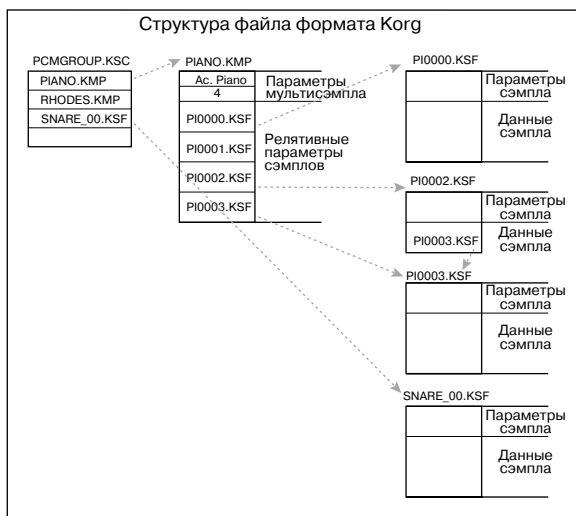 Структура файла формата Korg
PCMGROUP.KSC
PIANO.KMP
RHODES.KMP
SNARE_00.KSF
PIANO.KMP
Ac. Piano
4
PI0000.KSF
PI0001.KSF
PI0002.KSF
PI0003.KSF
Параметры
мультисэмпла
Релятивные
параметры
сэмплов
PI0000.KSF
Параметры
сэмпла
Данные
сэмпла
PI0002.KSF
Параметры
сэмпла
PI0003.KSF
Данные
сэмпла
PI0003.KSF
Параметры
сэмпла
Данные
сэмпла
SNARE_00.KSF
Параметры
сэмпла
Данные
сэмпла